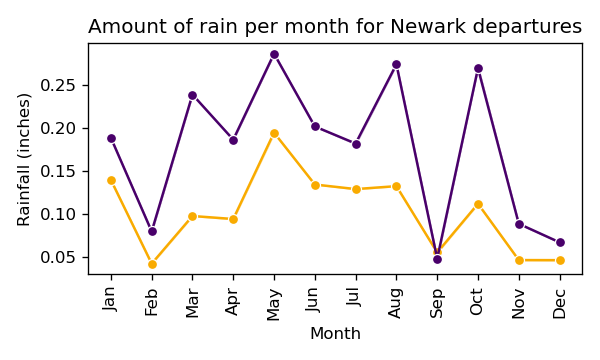 Amount of rain per month for Newark departures
Rainfall (inches)
0.25
0.20
0.15
0.10
0.05
Jan
Feb
Mar
Apr
May
Jun
Jul
Aug
Sep
Oct
Nov
Dec
Month